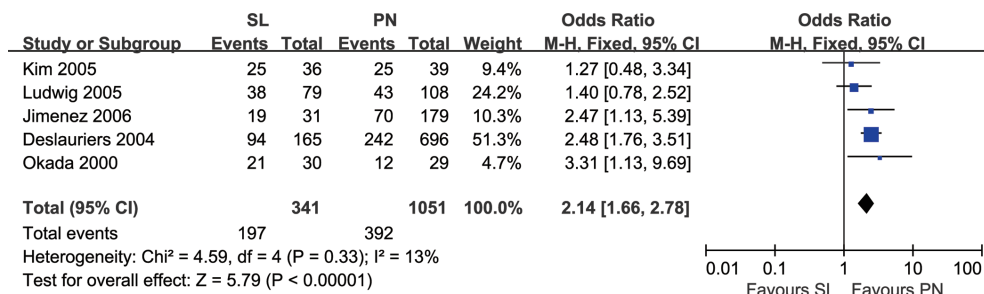 SL PN Odds Ratio Odds Ratio
Study or Subgroup Events Total Events Total Weight M-H, Fixed, 95% CI M-H, Fixed, 95% CI
Kim 2005 25 36 25 39 9.4% 1.27 [0.48, 3.34]
Ludwig 2005 38 79 43 108 24.2% 1.40 [0.78, 2.52]
Jimenez 2006 19 31 70 179 10.3% 2.47 [1.13, 5.39]
Deslauriers 2004 94 165 242 696 51.3% 2.48 [1.76, 3.51]
Okada 2000 21 30 12 29 4.7% 3.31 [1.13, 9.69]
Total (95% CI) 341 1051 100.0% 2.14 [1.66, 2.78]
Total events 197 392
Heterogeneity: Chi² = 4.59, df = 4 (P = 0.33); I² = 13%
Test for overall effect: Z = 5.79 (P < 0.00001)
0.01 0.1 1 10 100
Favours SL Favours PN